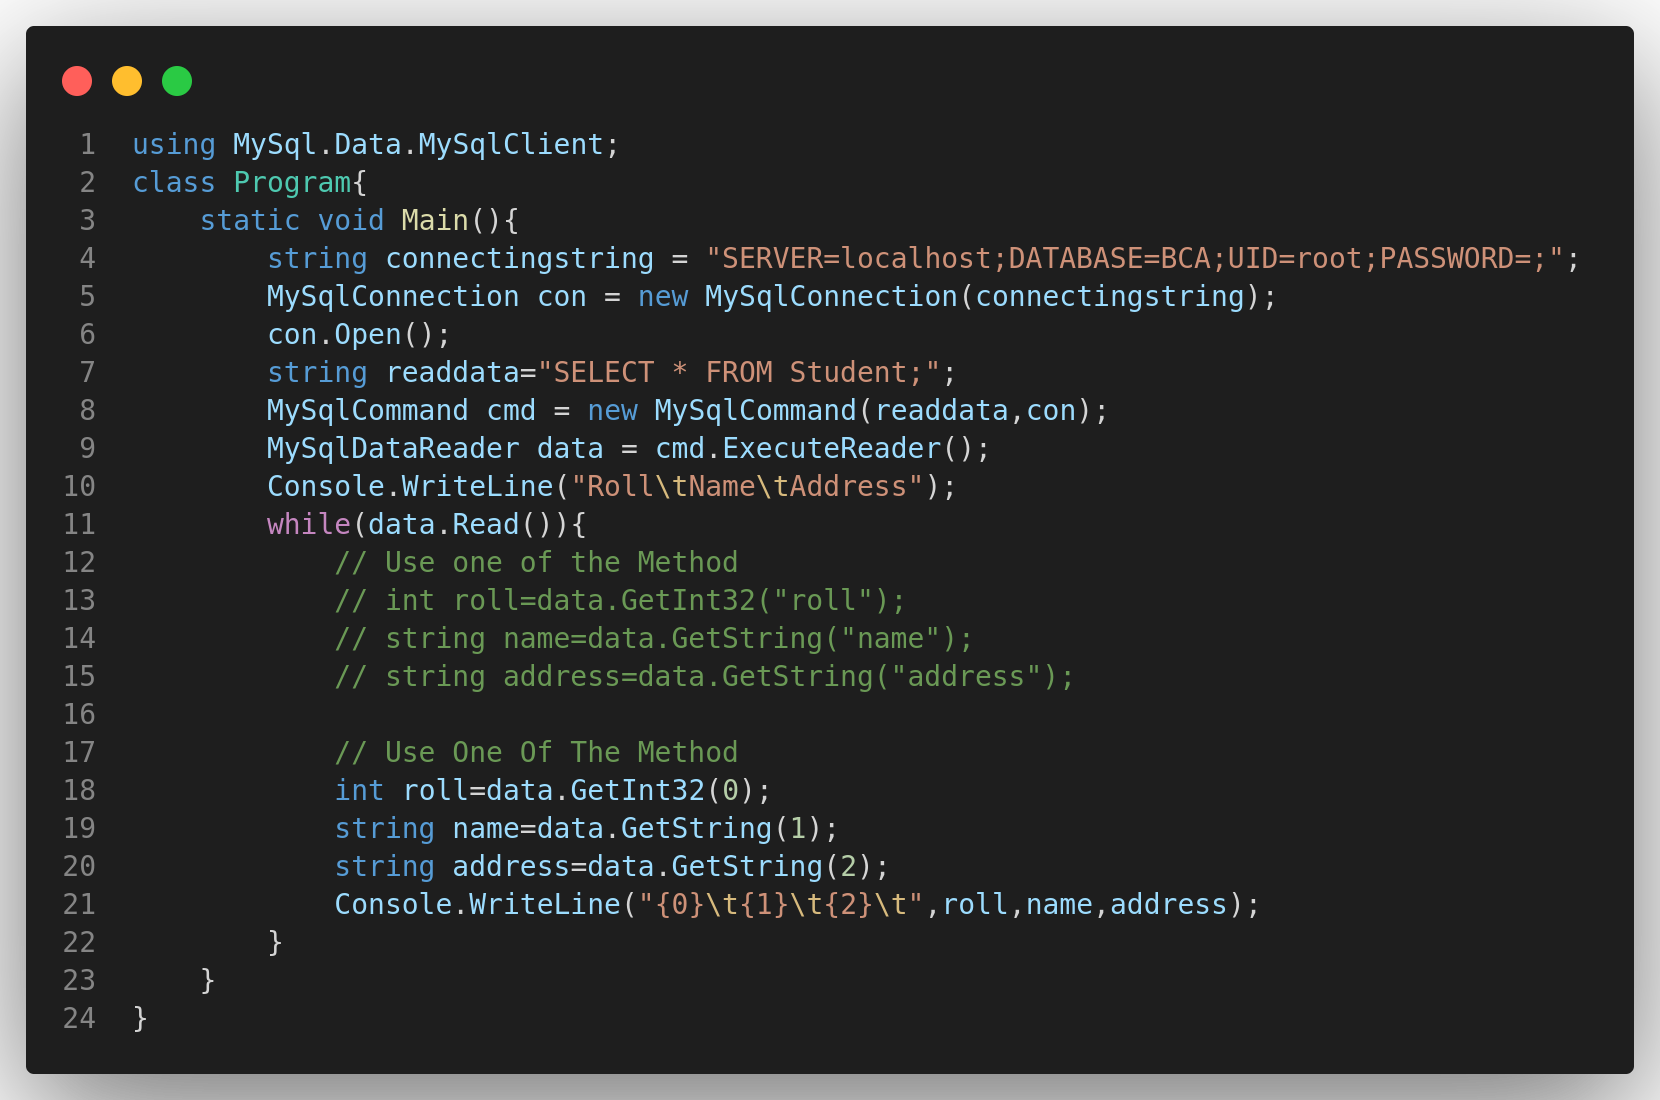 1 using MySql.Data.MySqlClient;
2 class Program{
3     static void Main(){
4         string connectingstring = "SERVER=localhost;DATABASE=BCA;UID=root;PASSWORD=;";
5         MySqlConnection con = new MySqlConnection(connectingstring);
6         con.Open();
7         string readdata="SELECT * FROM Student;";
8         MySqlCommand cmd = new MySqlCommand(readdata,con);
9         MySqlDataReader data = cmd.ExecuteReader();
10         Console.WriteLine("Roll\tName\tAddress");
11         while(data.Read()){
12             // Use one of the Method
13             // int roll=data.GetInt32("roll");
14             // string name=data.GetString("name");
15             // string address=data.GetString("address");
16
17             // Use One Of The Method
18             int roll=data.GetInt32(0);
19             string name=data.GetString(1);
20             string address=data.GetString(2);
21             Console.WriteLine("{0}\t{1}\t{2}\t",roll,name,address);
22         }
23     }
24 }